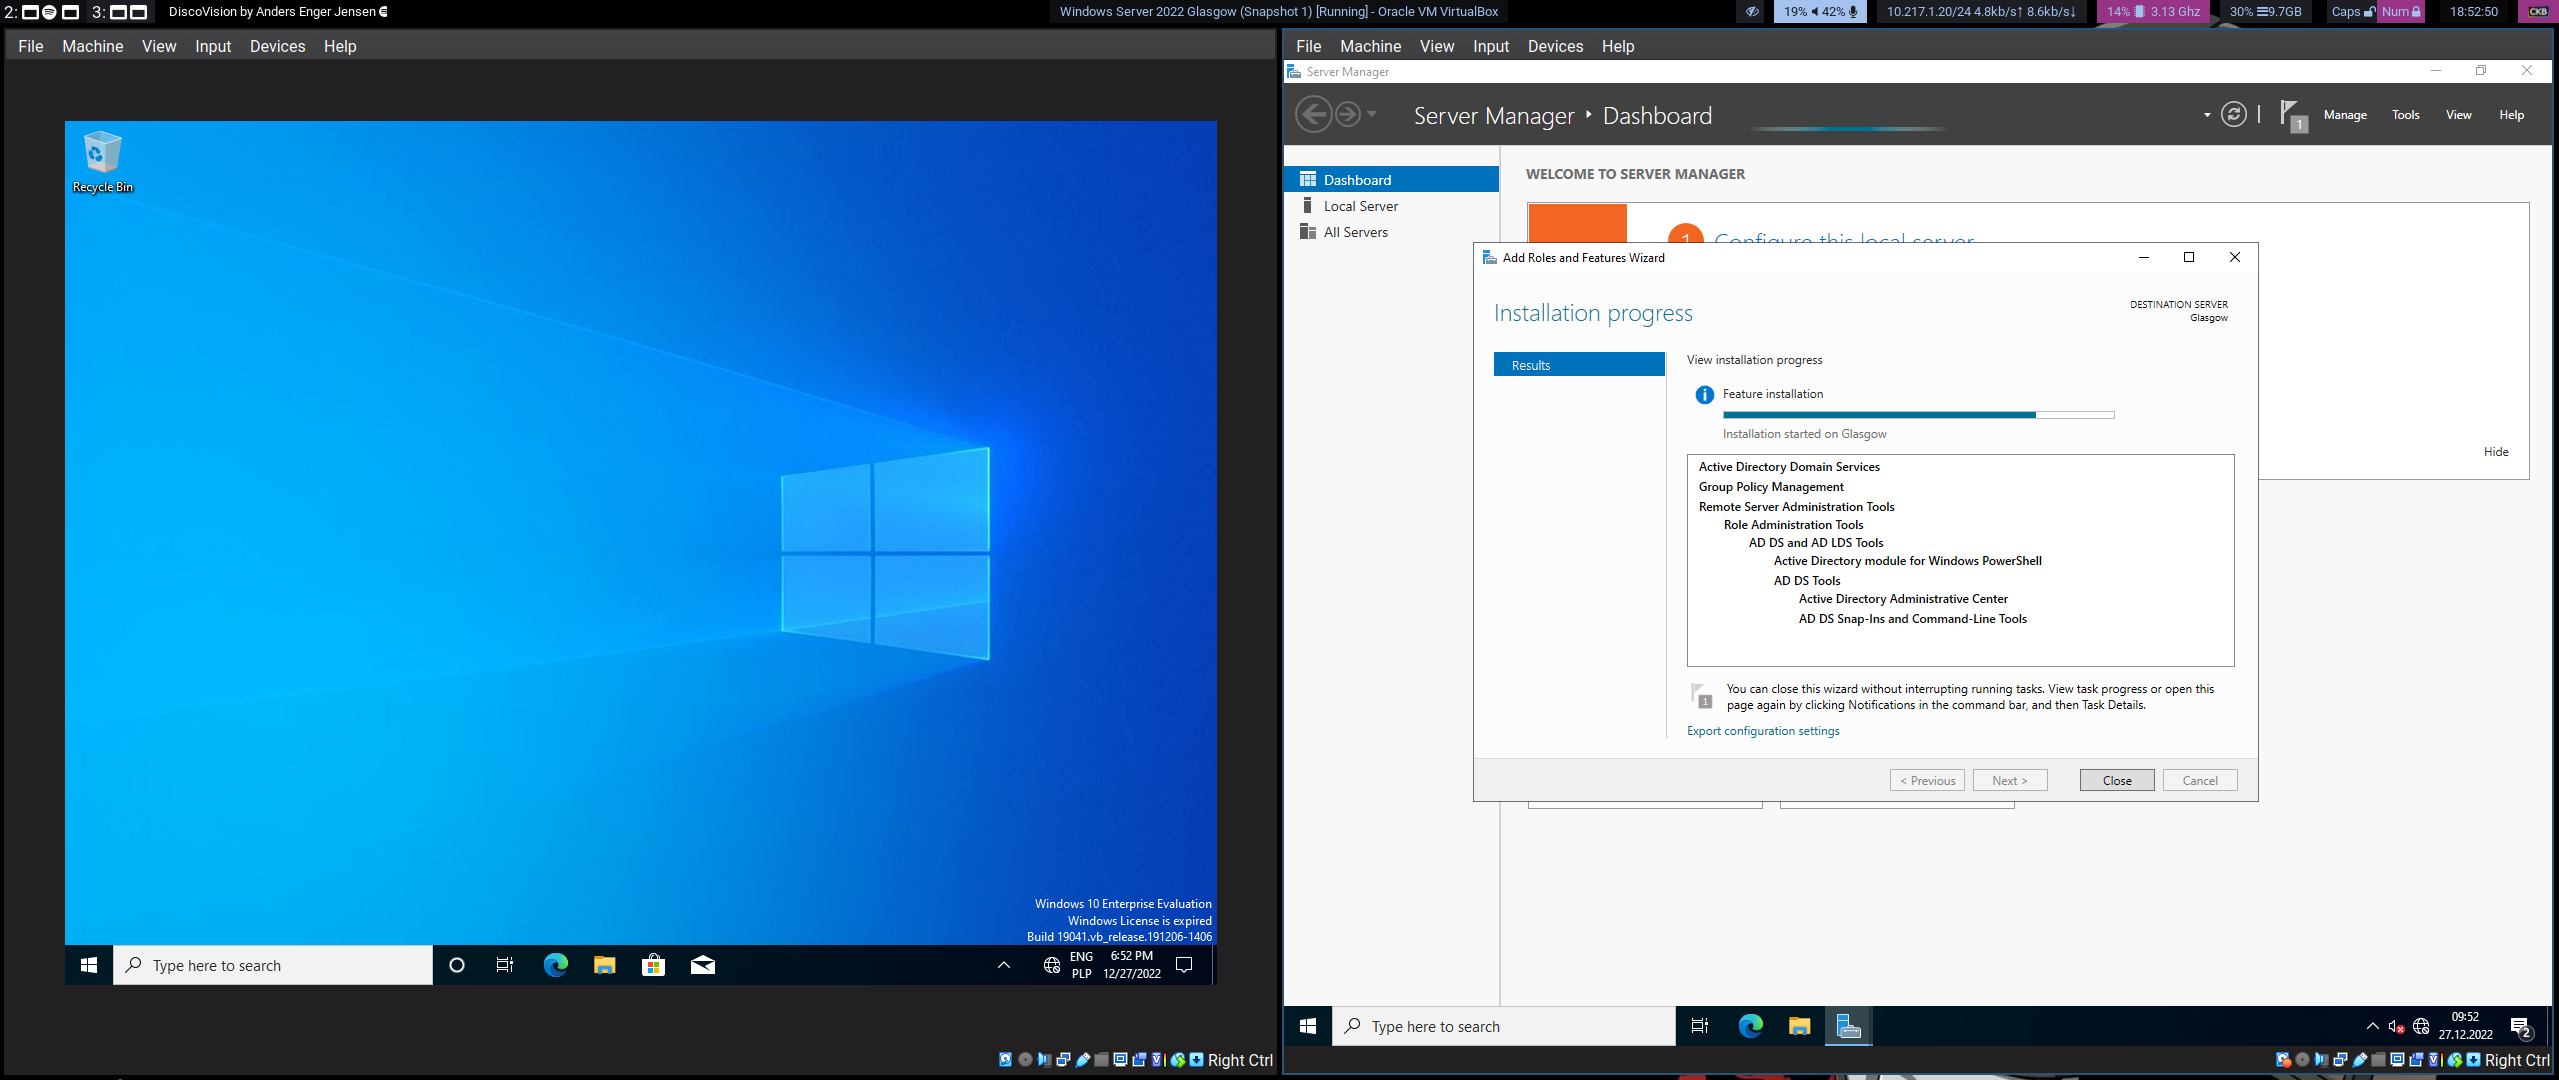 2: 3: DiscoVision by Anders Enger Jensen
Windows Server 2022 Glasgow (Snapshot 1) [Running] - Oracle VM VirtualBox
19% 42% 10.217.1.20/24 4.8kb/s↑ 8.6kb/s↓ 14% 3.13 Ghz 30% 9.7GB Caps Num 18:52:50 CKB
File Machine View Input Devices Help
Recycle Bin
Windows 10 Enterprise Evaluation
Windows License is expired
Build 19041.vb_release.191206-1406
Type here to search
ENG
PLP
6:52 PM
12/27/2022
Right Ctrl
File Machine View Input Devices Help
Server Manager
Server Manager Dashboard
1 Manage Tools View Help
Dashboard
Local Server
All Servers
WELCOME TO SERVER MANAGER
1 Configure this local server
Hide
Add Roles and Features Wizard
Installation progress
DESTINATION SERVER
Glasgow
Results
View installation progress
Feature installation
Installation started on Glasgow
Active Directory Domain Services
Group Policy Management
Remote Server Administration Tools
Role Administration Tools
AD DS and AD LDS Tools
Active Directory module for Windows PowerShell
AD DS Tools
Active Directory Administrative Center
AD DS Snap-Ins and Command-Line Tools
1
You can close this wizard without interrupting running tasks. View task progress or open this
page again by clicking Notifications in the command bar, and then Task Details.
Export configuration settings
< Previous Next > Close Cancel
Type here to search
09:52
27.12.2022
2
Right Ctrl